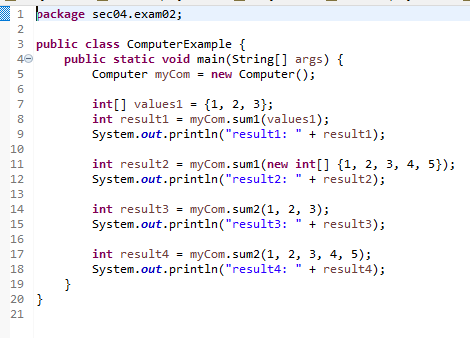 1 package sec04.exam02;
2
3 public class ComputerExample {
4 public static void main(String[] args) {
5 Computer myCom = new Computer();
6
7 int[] values1 = {1, 2, 3};
8 int result1 = myCom.sum1(values1);
9 System.out.println("result1: " + result1);
10
11 int result2 = myCom.sum1(new int[] {1, 2, 3, 4, 5});
12 System.out.println("result2: " + result2);
13
14 int result3 = myCom.sum2(1, 2, 3);
15 System.out.println("result3: " + result3);
16
17 int result4 = myCom.sum2(1, 2, 3, 4, 5);
18 System.out.println("result4: " + result4);
19 }
20 }
21